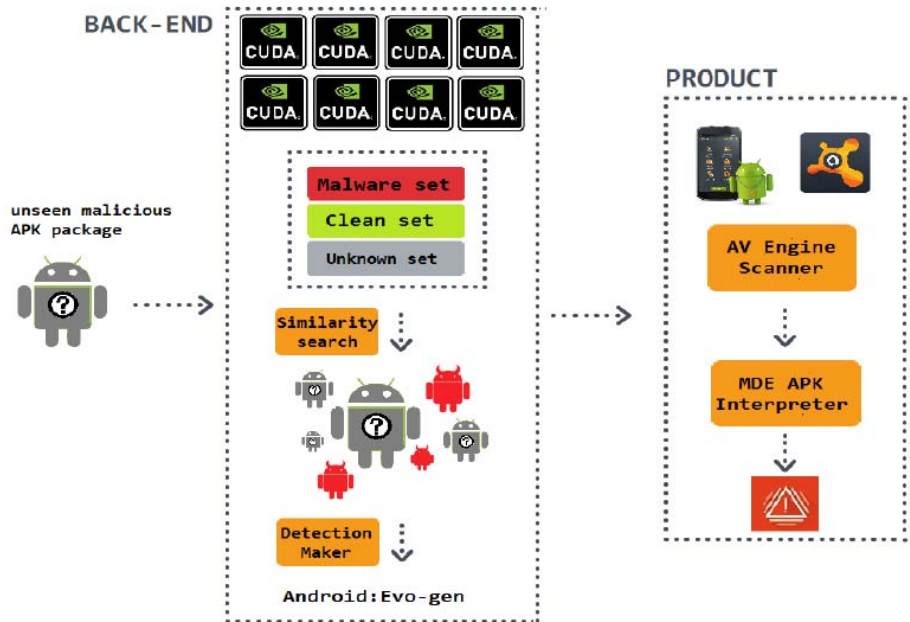 BACK-END
CUDA. CUDA. CUDA. CUDA.
CUDA. CUDA. CUDA. CUDA.
Malware set
Clean set
Unknown set
unseen malicious
APK package
?
Similarity
search
?
?
?
Detection
Maker
Android:Evo-gen
PRODUCT
AV Engine
Scanner
MDE APK
Interpreter